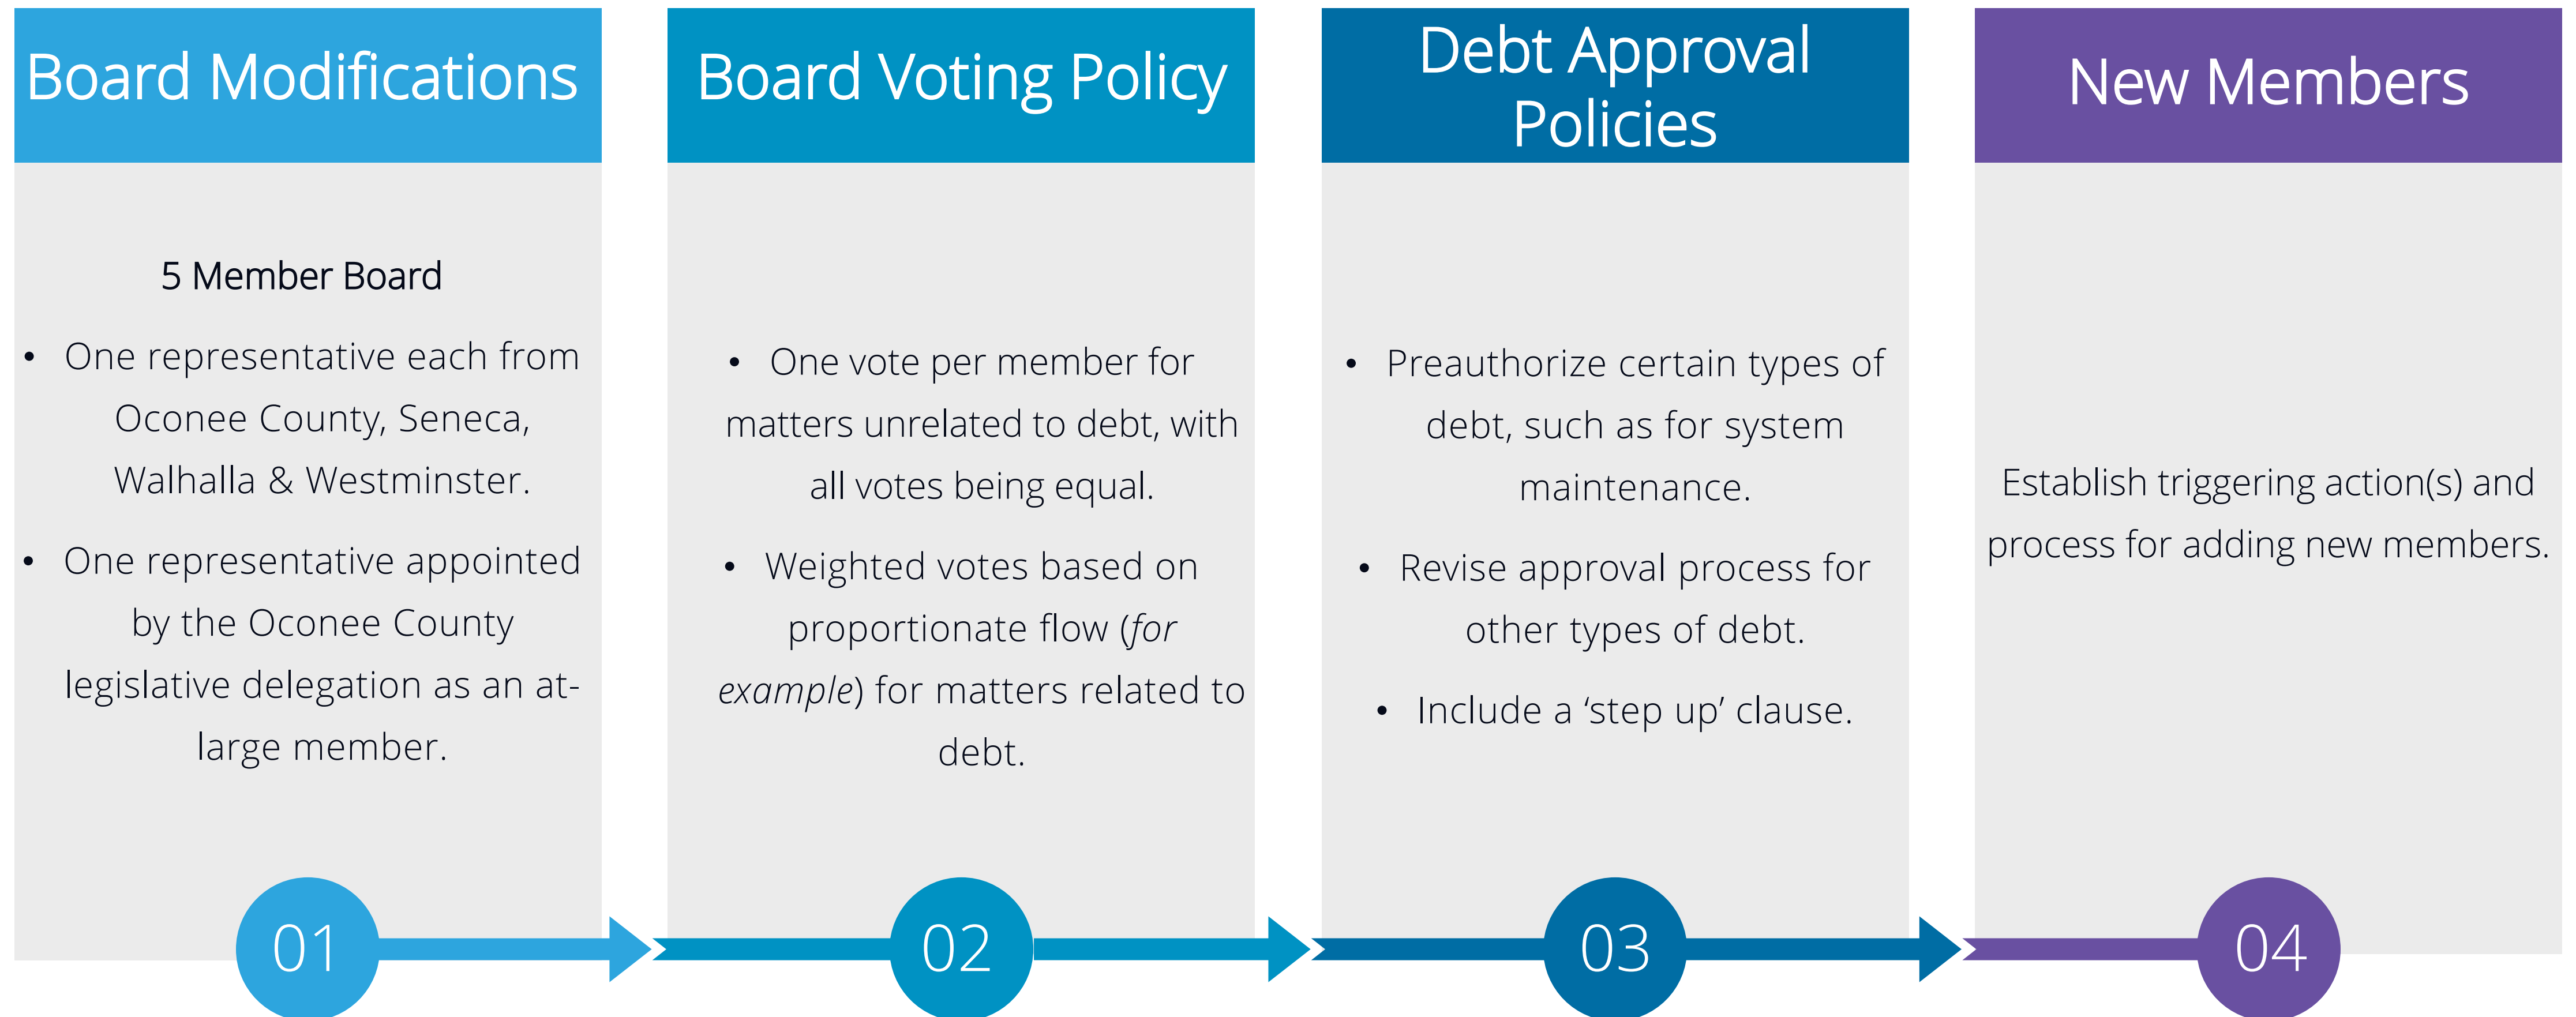 Board Modifications
5 Member Board
• One representative each from
Oconee County, Seneca,
Walhalla & Westminster.
• One representative appointed
by the Oconee County
legislative delegation as an at-
large member.
01
Board Voting Policy
• One vote per member for
matters unrelated to debt, with
all votes being equal.
• Weighted votes based on
proportionate flow (for
example) for matters related to
debt.
02
Debt Approval
Policies
• Preauthorize certain types of
debt, such as for system
maintenance.
• Revise approval process for
other types of debt.
• Include a ‘step up’ clause.
03
New Members
Establish triggering action(s) and
process for adding new members.
04